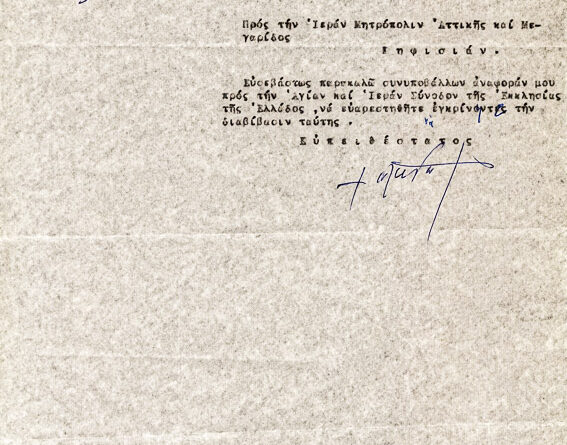 Πρός τήν Ἱεράν Μητρόπολιν Ἀττικῆς καί Με-
γαρίδος
Κηφισιάν.
Εὐσεβάστως παρακαλῶ συνυποβάλλων ἀναφοράν μου
πρός τήν Ἁγίαν καί Ἱεράν Σύνοδον τῆς Ἐκκλησίας
τῆς Ἑλλάδος ,νά εὐαρεστηθῆτε ἐγκρίνοντες τήν
διαβίβασιν ταύτης .
Εὐπειθέστατος